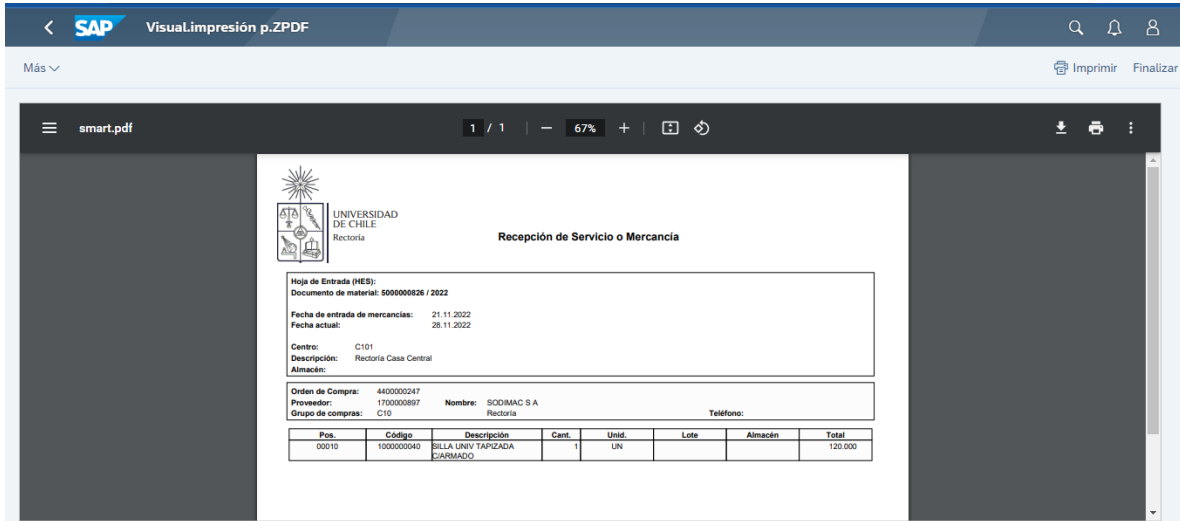 SAP Visual.impresión p.ZPDF
Más
Imprimir Finalizar
smart.pdf 1 / 1 67%
UNIVERSIDAD
DE CHILE
Rectoría
Recepción de Servicio o Mercancía
Hoja de Entrada (HES):
Documento de material: 5000000826 / 2022
Fecha de entrada de mercancías: 21.11.2022
Fecha actual: 28.11.2022
Centro: C101
Descripción: Rectoría Casa Central
Almacén:
Orden de Compra: 4400000247
Proveedor: 1700000897 Nombre: SODIMAC S A
Grupo de compras: C10 Rectoría Teléfono:
Pos. Código Descripción Cant. Unid. Lote Almacén Total
00010 1000000040 SILLA UNIV TAPIZADA 1 UN 120.000
C/ARMADO